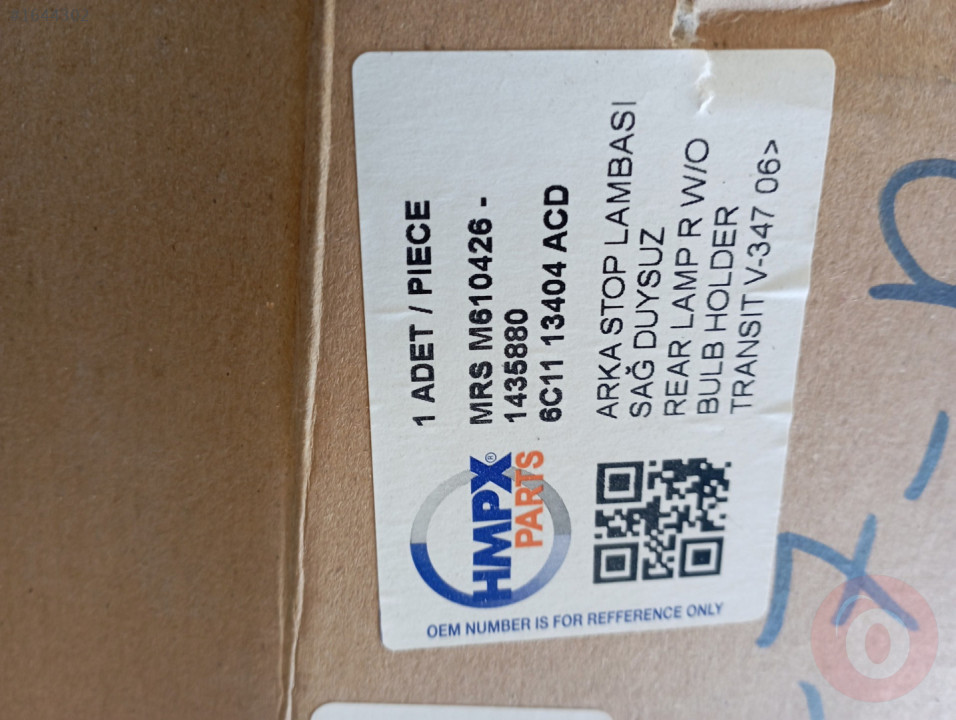 1 ADET / PIECE
MRS M610426 -
1435880
6C11 13404 ACD
ARKA STOP LAMBASI
SAĞ DUYSUZ
REAR LAMP R W/O
BULB HOLDER
TRANSIT V-347 06>
HMPX®
PARTS
OEM NUMBER IS FOR REFFERENCE ONLY